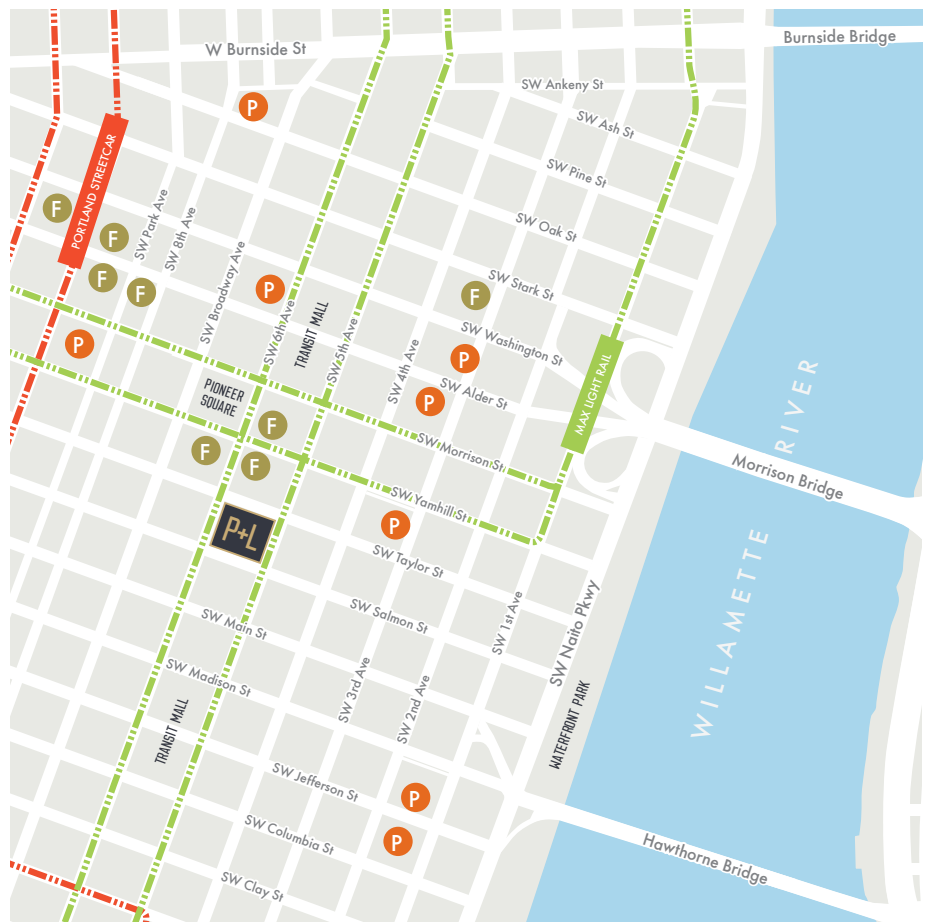 W Burnside St
Burnside Bridge
SW Ankeny St
P
SW Ash St
PORTLAND STREETCAR
SW Pine St
F
SW Park Ave
SW 8th Ave
SW Oak St
F
SW Broadway Ave
F
F
P
SW Stark St
F
SW 6th Ave
TRANSIT MALL
SW 5th Ave
SW Washington St
P
P
SW 4th Ave
SW Alder St
P
MAX LIGHT RAIL
WILLAMETTE RIVER
PIONEER
SQUARE
F
F
F
SW Morrison St
Morrison Bridge
SW Yamhill St
P
P+L
SW Taylor St
SW Salmon St
SW Main St
SW 1st Ave
SW Naito Pkwy
SW Madison St
SW 3rd Ave
SW 2nd Ave
TRANSIT MALL
WATERFRONT PARK
SW Jefferson St
P
SW Columbia St
P
Hawthorne Bridge
SW Clay St